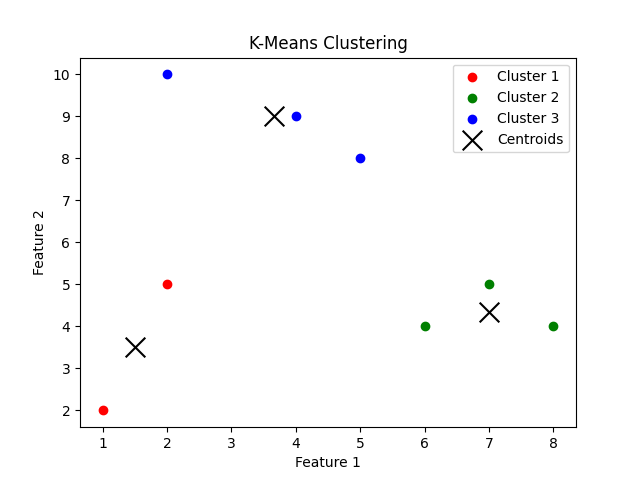 K-Means Clustering
Cluster 1
Cluster 2
Cluster 3
Centroids
10
9
8
7
6
5
4
3
2
Feature 2
1 2 3 4 5 6 7 8
Feature 1